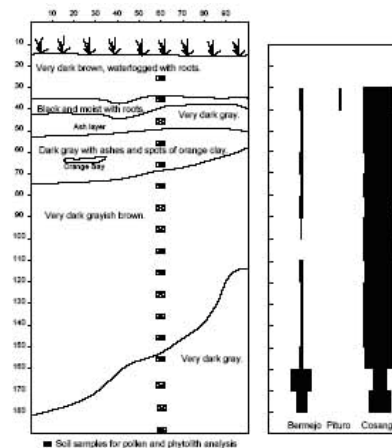 10 20 30 40 50 60 70 80 90
10
20
30
40
50
60
70
80
90
100
110
120
130
140
150
160
170
180
Very dark brown, waterlogged with roots.
Black and moist with roots.
Very dark gray.
Ash layer
Dark gray with ashes and spots of orange clay.
Orange clay
Very dark grayish brown.
Very dark gray.
Bermejo Pituro Cosang
Soil samples for pollen and phytolith analysis